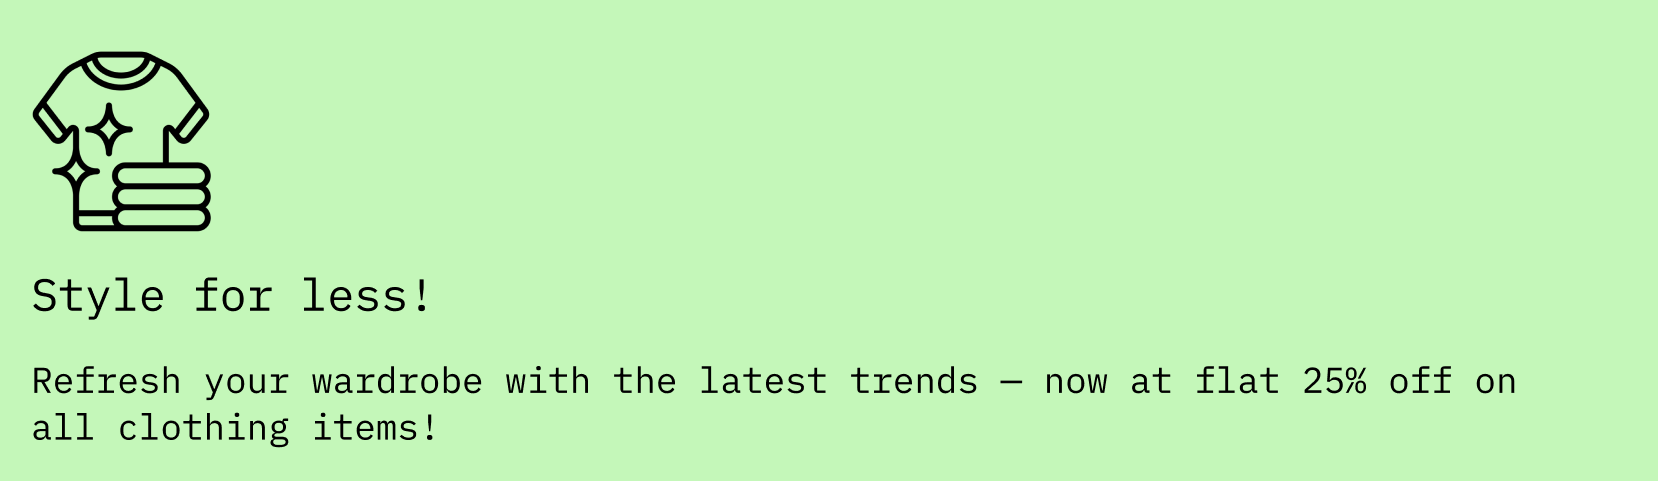 Style for less!
Refresh your wardrobe with the latest trends — now at flat 25% off on
all clothing items!